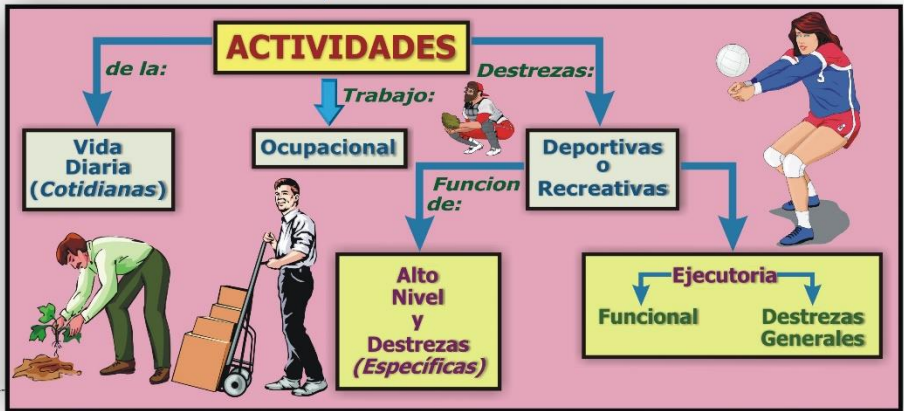 ACTIVIDADES
de la:
Trabajo:
Destrezas:
Vida
Diaria
(Cotidianas)
Ocupacional
Deportivas
o
Recreativas
Funcion
de:
Alto
Nivel
y
Destrezas
(Específicas)
Ejecutoria
Funcional
Destrezas
Generales